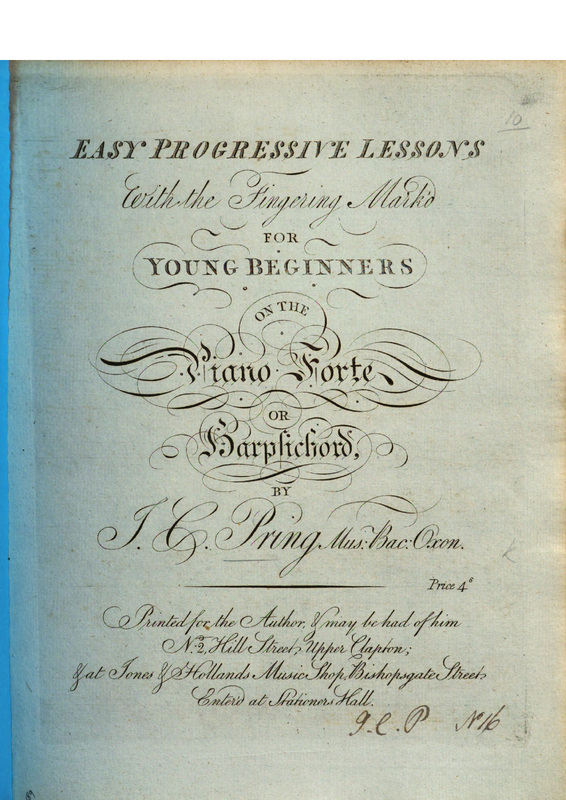 10
EASY PROGRESSIVE LESSONS
With the Fingering Mark'd
FOR
YOUNG BEGINNERS
ON THE
Piano Forte
OR
Harpsichord,
BY
J. C. Pring Mus: Bac: Oxon.
Price 4s
Printed for the Author, & may be had of him
No. 2, Hill Street, Upper Clapton;
& at Jones & Hollands Music Shop, Bishopsgate Street,
Enter'd at Stationers Hall.
J. C. P No 16